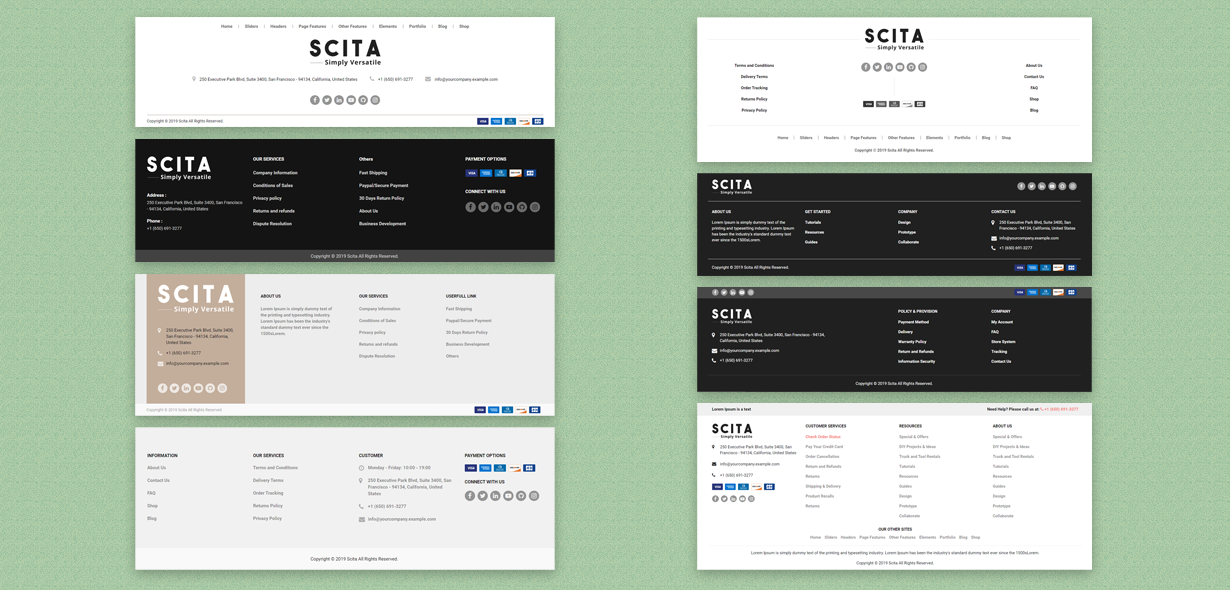 Home | Sliders | Headers | Page Features | Other Features | Elements | Portfolio | Blog | Shop
SCITA
Simply Versatile
250 Executive Park Blvd, Suite 3400, San Francisco - 94134, California, United States
+1 (650) 691-3277
info@yourcompany.example.com
Copyright © 2019 Scita All Rights Reserved.
SCITA
Simply Versatile
Address :
250 Executive Park Blvd, Suite 3400, San Francisco
- 94134, California, United States
Phone :
+1 (650) 691-3277
OUR SERVICES
Company Information
Conditions of Sales
Privacy policy
Returns and refunds
Dispute Resolution
Others
Fast Shipping
Paypal/Secure Payment
30 Days Return Policy
About Us
Business Development
PAYMENT OPTIONS
VISA
CONNECT WITH US
Copyright © 2019 Scita All Rights Reserved.
SCITA
Simply Versatile
250 Executive Park Blvd, Suite 3400,
San Francisco - 94134, California,
United States
+1 (650) 691-3277
info@yourcompany.example.com
ABOUT US
Lorem Ipsum is simply dummy text of
the printing and typesetting industry.
Lorem Ipsum has been the industry's
standard dummy text ever since the
1500sLorem.
OUR SERVICES
Company Information
Conditions of Sales
Privacy policy
Returns and refunds
Dispute Resolution
USERFULL LINK
Fast Shipping
Paypal/Secure Payment
30 Days Return Policy
Business Development
Others
Copyright © 2019 Scita All Rights Reserved.
INFORMATION
About Us
Contact Us
FAQ
Shop
Blog
OUR SERVICES
Terms and Conditions
Delivery Terms
Order Tracking
Returns Policy
Privacy Policy
CUSTOMER
Monday - Friday: 10:00 - 19:00
250 Executive Park Blvd, Suite 3400, San
Francisco - 94134, California, United
States
+1 (650) 691-3277
info@yourcompany.example.com
PAYMENT OPTIONS
VISA
CONNECT WITH US
Copyright © 2019 Scita All Rights Reserved.
SCITA
Simply Versatile
Terms and Conditions
Delivery Terms
Order Tracking
Returns Policy
Privacy Policy
About Us
Contact Us
FAQ
Shop
Blog
Home | Sliders | Headers | Page Features | Other Features | Elements | Portfolio | Blog | Shop
Copyright © 2019 Scita All Rights Reserved.
SCITA
Simply Versatile
ABOUT US
Lorem Ipsum is simply dummy text of the
printing and typesetting industry. Lorem Ipsum
has been the industry's standard dummy text
ever since the 1500sLorem.
GET STARTED
Tutorials
Resources
Guides
COMPANY
Design
Prototype
Collaborate
CONTACT US
250 Executive Park Blvd, Suite 3400, San
Francisco - 94134, California, United States
info@yourcompany.example.com
+1 (650) 691-3277
Copyright © 2019 Scita All Rights Reserved.
SCITA
Simply Versatile
250 Executive Park Blvd, Suite 3400, San Francisco - 94134,
California, United States
info@yourcompany.example.com
+1 (650) 691-3277
POLICY & PROVISION
Payment Method
Delivery
Warranty Policy
Return and Refunds
Information Security
COMPANY
My Account
FAQ
Store System
Tracking
Contact Us
Copyright © 2019 Scita All Rights Reserved.
Lorem Ipsum is a text
Need Help? Please call us at: +1 (650) 691-3277
SCITA
Simply Versatile
250 Executive Park Blvd, Suite 3400, San
Francisco - 94134, California, United States
info@yourcompany.example.com
+1 (650) 691-3277
CUSTOMER SERVICES
Check Order Status
Pay Your Credit Card
Order Cancellation
Return and Refunds
Returns
Shipping & Delivery
Product Recalls
Returns
RESOURCES
Special & Offers
DIY Projects & Ideas
Truck and Tool Rentals
Tutorials
Resources
Guides
Design
Prototype
Collaborate
ABOUT US
Special & Offers
DIY Projects & Ideas
Truck and Tool Rentals
Tutorials
Resources
Guides
Design
Prototype
Collaborate
OUR OTHER SITES
Home Sliders Headers Page Features Other Features Elements Portfolio Blog Shop
Lorem Ipsum is simply dummy text of the printing and typesetting industry. Lorem Ipsum has been the industry's standard dummy text ever since the 1500sLorem.
Copyright © 2019 Scita All Rights Reserved.